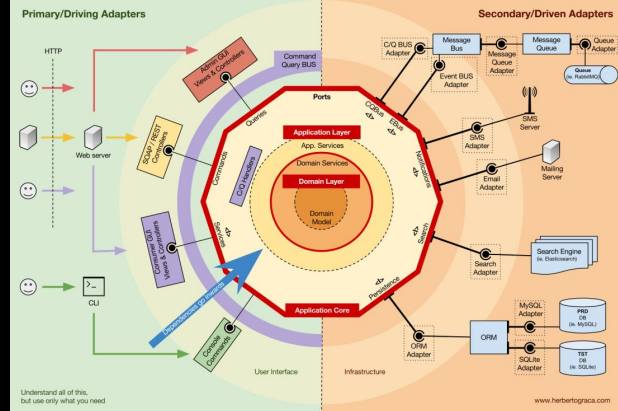 Primary/Driving Adapters
Secondary/Driven Adapters
HTTP
Web server
CLI
Admin GUI
Views & Controllers
SOAP / REST
Controllers
Consumer GUI
Views & Controllers
Console
Commands
Command
Query BUS
Ports
Queries
Commands
Services
C/Q Handlers
Application Layer
App. Services
Domain Services
Domain Layer
Domain
Model
Application Core
Dependencies go inwards
CQBus
</>
EBus
</>
Notifications
</>
Search
</>
Persistence
</>
</>
C/Q BUS
Adapter
Message
Bus
Event BUS
Adapter
Message
Queue
Adapter
Message
Queue
Queue
Adapter
Queue
(ie. RabbitMQ)
SMS
Adapter
SMS
Server
Email
Adapter
Mailing
Server
Search
Adapter
Search Engine
(ie. Elasticsearch)
ORM
Adapter
ORM
MySQL
Adapter
PRD
DB
(ie. MySQL)
SQLite
Adapter
TST
DB
(ie. SQLite)
User Interface
Infrastructure
Understand all of this,
but use only what you need
www.herbertograca.com